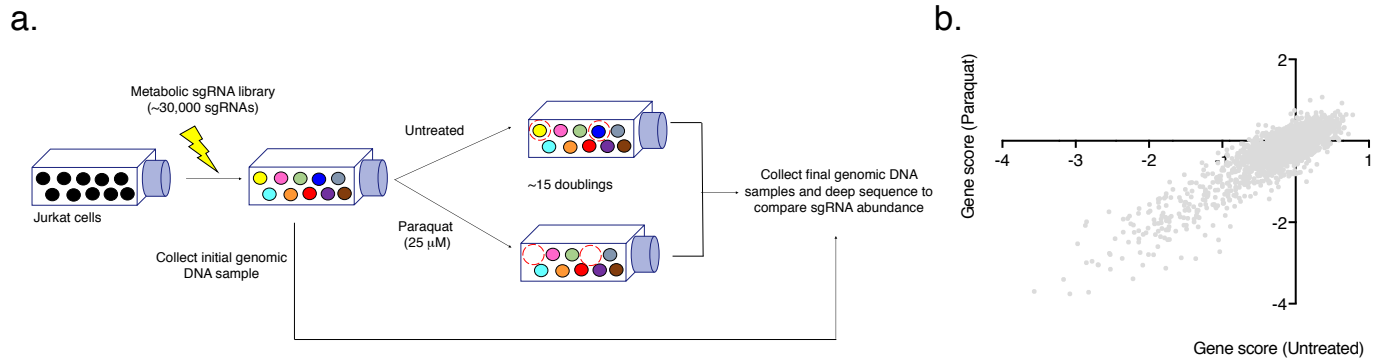 a.
Metabolic sgRNA library
(~30,000 sgRNAs)
Jurkat cells
Untreated
~15 doublings
Paraquat
(25 μM)
Collect initial genomic
DNA sample
Collect final genomic DNA
samples and deep sequence to
compare sgRNA abundance
b.
Gene score (Paraquat)
2
-4
-3
-2
-1
1
-2
-4
Gene score (Untreated)